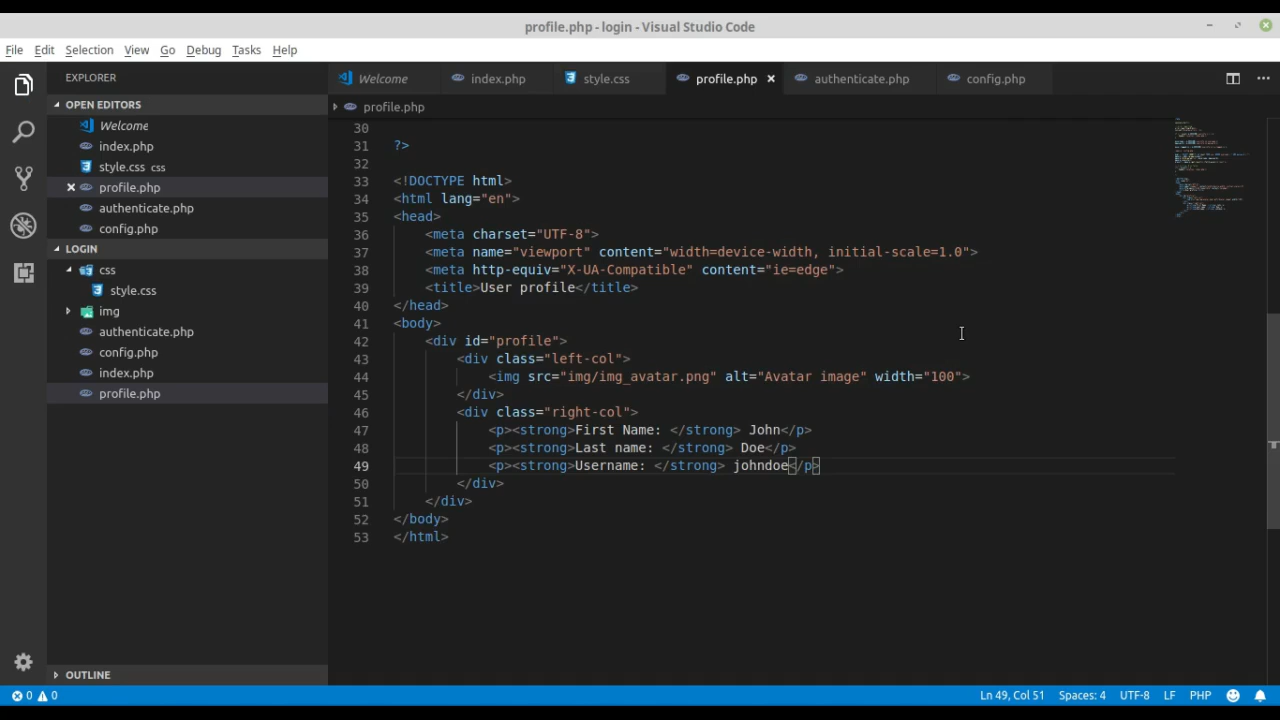 profile.php - login - Visual Studio Code
File Edit Selection View Go Debug Tasks Help
EXPLORER
OPEN EDITORS
Welcome
index.php
style.css css
profile.php
authenticate.php
config.php
LOGIN
css
style.css
img
authenticate.php
config.php
index.php
profile.php
OUTLINE
Welcome index.php style.css profile.php authenticate.php config.php
profile.php
30
31 ?>
32
33 <!DOCTYPE html>
34 <html lang="en">
35 <head>
36 <meta charset="UTF-8">
37 <meta name="viewport" content="width=device-width, initial-scale=1.0">
38 <meta http-equiv="X-UA-Compatible" content="ie=edge">
39 <title>User profile</title>
40 </head>
41 <body>
42 <div id="profile">
43 <div class="left-col">
44 <img src="img/img_avatar.png" alt="Avatar image" width="100">
45 </div>
46 <div class="right-col">
47 <p><strong>First Name: </strong> John</p>
48 <p><strong>Last name: </strong> Doe</p>
49 <p><strong>Username: </strong> johndoe</p>
50 </div>
51 </div>
52 </body>
53 </html>
0 0 Ln 49, Col 51 Spaces: 4 UTF-8 LF PHP